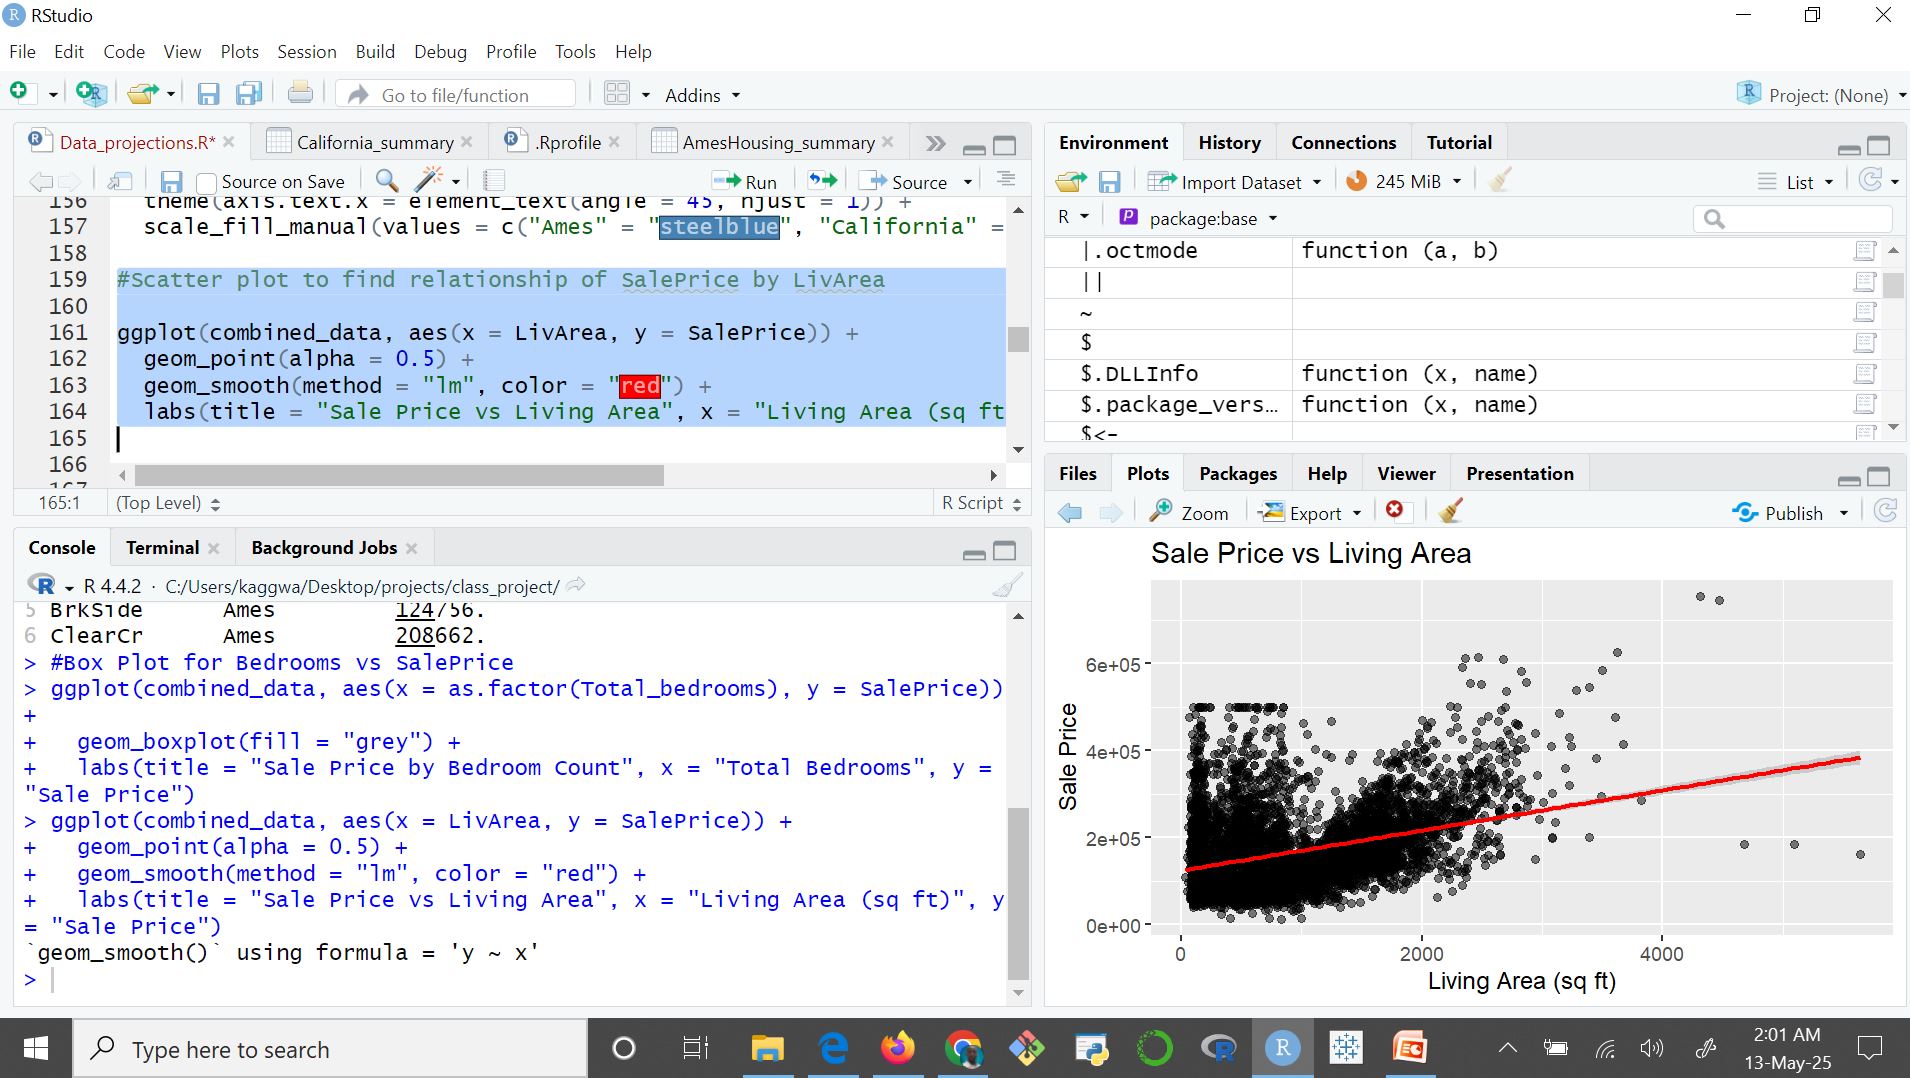 RStudio
File Edit Code View Plots Session Build Debug Profile Tools Help
Go to file/function Addins Project: (None)
Data_projections.R* California_summary .Rprofile AmesHousing_summary
Source on Save Run Source
156 theme(axis.text.x = element_text(angle = 45, hjust = 1)) +
157 scale_fill_manual(values = c("Ames" = "steelblue", "California" =
158
159 #Scatter plot to find relationship of SalePrice by LivArea
160
161 ggplot(combined_data, aes(x = LivArea, y = SalePrice)) +
162 geom_point(alpha = 0.5) +
163 geom_smooth(method = "lm", color = "red") +
164 labs(title = "Sale Price vs Living Area", x = "Living Area (sq ft
165
166
165:1 (Top Level) R Script
Console Terminal Background Jobs
R 4.4.2 · C:/Users/kaggwa/Desktop/projects/class_project/
5 BrkSide Ames 124756.
6 ClearCr Ames 208662.
> #Box Plot for Bedrooms vs SalePrice
> ggplot(combined_data, aes(x = as.factor(Total_bedrooms), y = SalePrice))
+
+ geom_boxplot(fill = "grey") +
+ labs(title = "Sale Price by Bedroom Count", x = "Total Bedrooms", y =
"Sale Price")
> ggplot(combined_data, aes(x = LivArea, y = SalePrice)) +
+ geom_point(alpha = 0.5) +
+ geom_smooth(method = "lm", color = "red") +
+ labs(title = "Sale Price vs Living Area", x = "Living Area (sq ft)", y
= "Sale Price")
`geom_smooth()` using formula = 'y ~ x'
>
Environment History Connections Tutorial
Import Dataset 245 MiB List
R package:base
|.octmode function (a, b)
||
~
$
$.DLLInfo function (x, name)
$.package_vers… function (x, name)
$<-
Files Plots Packages Help Viewer Presentation
Zoom Export Publish
Sale Price vs Living Area
Sale Price
6e+05
4e+05
2e+05
0e+00
0 2000 4000
Living Area (sq ft)
Type here to search
2:01 AM
13-May-25